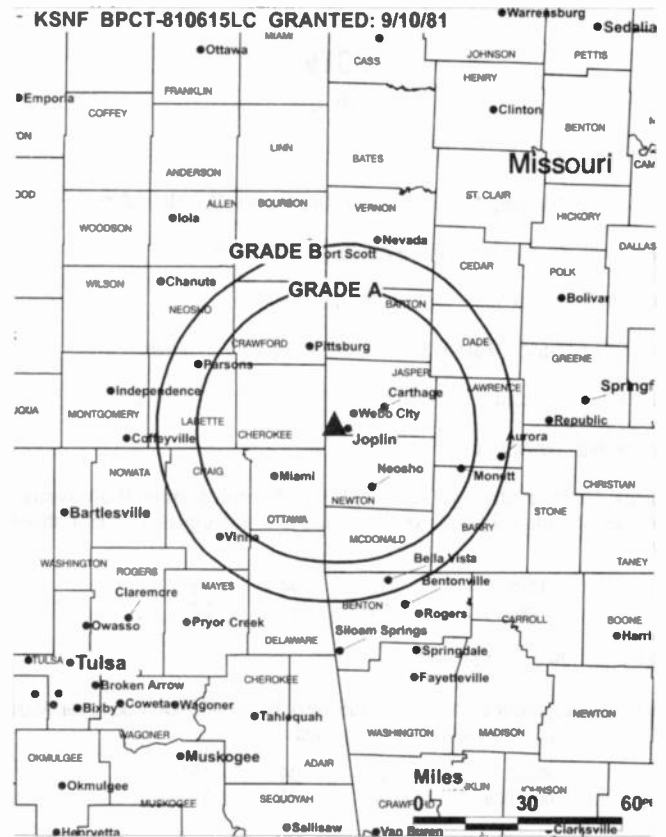 KSNF BPCT-810615LC GRANTED: 9/10/81
Warrensburg
Sedalia
MIAMI
Ottawa
CASS
JOHNSON
PETTIS
HENRY
FRANKLIN
Emporia
COFFEY
Clinton
BENTON
LINN
BATES
Missouri
CAM
ANDERSON
ALLEN
BOURBON
VERNON
ST. CLAIR
HICKORY
Iola
WOODSON
Nevada
DALLAS
GRADE B
ort Scott
CEDAR
POLK
WILSON
Chanute
GRADE A
BARTON
Bolivar
NEOSHO
CRAWFORD
Pittsburg
DADE
GREENE
Parsons
JASPER
Independence
Carthage
LAWRENCE
Springf
MONTGOMERY
LABETTE
Webb City
Republic
Coffeyville
CHEROKEE
Joplin
Aurora
NOWATA
CRAIG
Miami
Neosho
Monett
CHRISTIAN
NEWTON
Bartlesville
OTTAWA
STONE
Vinita
MCDONALD
BARRY
WASHINGTON
ROGERS
Bella Vista
TANEY
MAYES
Claremore
BENTON
Bentonville
Rogers
CARROLL
BOONE
Owasso
Pryor Creek
DELAWARE
Siloam Springs
Harri
TULSA
Tulsa
Springdale
CHEROKEE
Fayetteville
Broken Arrow
Bixby
Coweta
Wagoner
Tahlequah
NEWTON
WAGONER
WASHINGTON
MADISON
OKMULGEE
Muskogee
ADAIR
Miles
Okmulgee
KLIN
JOHNSON
MUSKOGEE
SEQUOYAH
CRAWFORD
0 30 60
Henryetta
Sallisaw
Van Buren
Clarksville